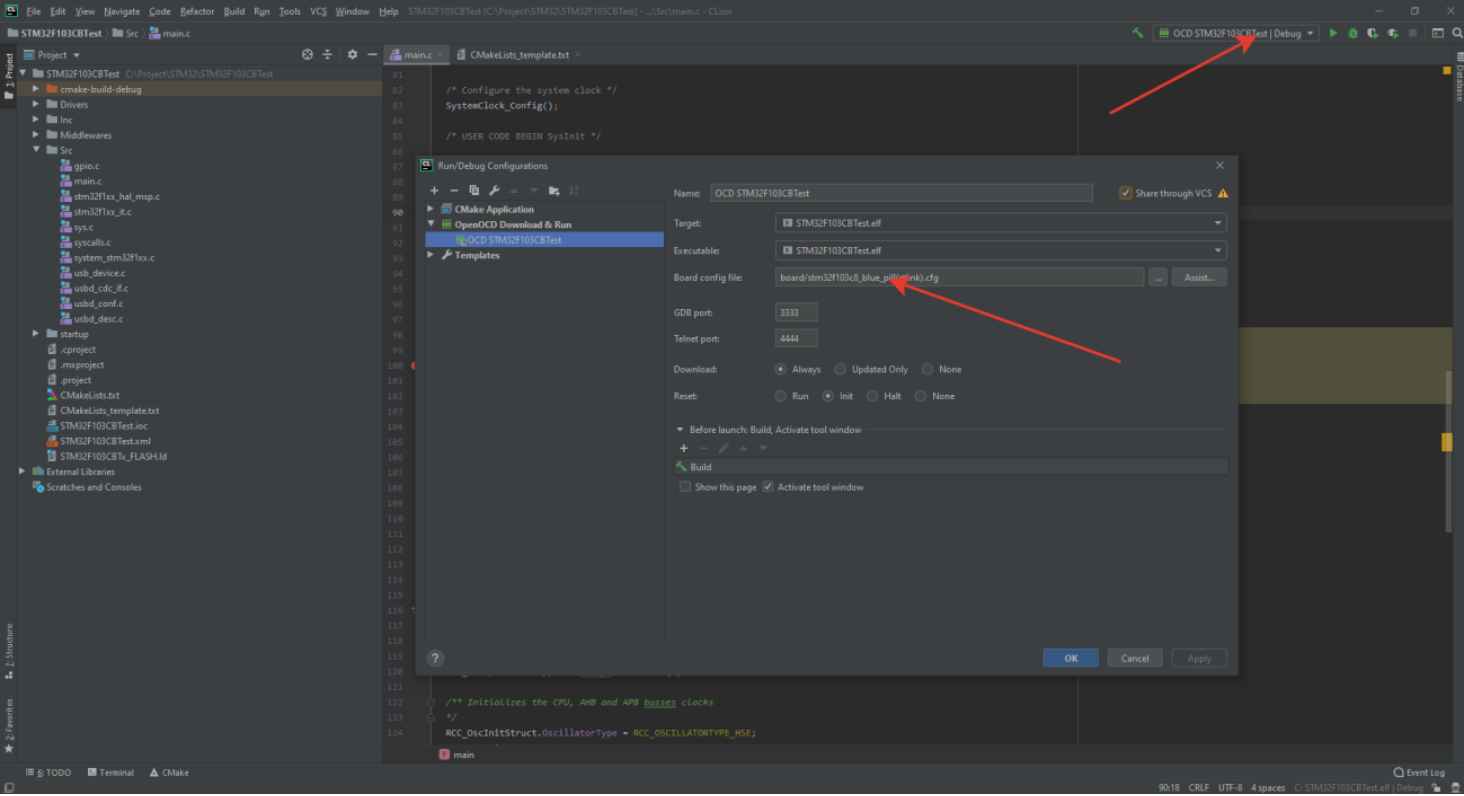 CL File Edit View Navigate Code Refactor Build Run Tools VCS Window Help STM32F103CBTest [C:\Project\STM32\STM32F103CBTest] - ...\Src\main.c - CLion
STM32F103CBTest Src main.c
OCD STM32F103CBTest | Debug
1: Project
Project
main.c
CMakeLists_template.txt
Database
STM32F103CBTest C:\Project\STM32\STM32F103CBTest
cmake-build-debug
Drivers
Inc
Middlewares
Src
gpio.c
main.c
stm32f1xx_hal_msp.c
stm32f1xx_it.c
sys.c
syscalls.c
system_stm32f1xx.c
usb_device.c
usbd_cdc_if.c
usbd_conf.c
usbd_desc.c
startup
.cproject
.mxproject
.project
CMakeLists.txt
CMakeLists_template.txt
STM32F103CBTest.ioc
STM32F103CBTest.xml
STM32F103CBTx_FLASH.ld
External Libraries
Scratches and Consoles
81
82 /* Configure the system clock */
83 SystemClock_Config();
84
85 /* USER CODE BEGIN SysInit */
86
87
88
89
90
91
92
93
94
95
96
97
98
99
100
101
102
103
104
105
106
107
108
109
110
111
112
113
114
115
116
117
118
119
120
121
122 /** Initializes the CPU, AHB and APB busses clocks
123 */
124 RCC_OscInitStruct.OscillatorType = RCC_OSCILLATORTYPE_HSE;
main
CL Run/Debug Configurations
CMake Application
OpenOCD Download & Run
OCD STM32F103CBTest
Templates
Name: OCD STM32F103CBTest Share through VCS
Target: STM32F103CBTest.elf
Executable: STM32F103CBTest.elf
Board config file: board/stm32f103c8_blue_pill(stlink).cfg ... Assist...
GDB port: 3333
Telnet port: 4444
Download: Always Updated Only None
Reset: Run Init Halt None
Before launch: Build, Activate tool window
Build
Show this page Activate tool window
? OK Cancel Apply
Z: Structure
2: Favorites
6: TODO Terminal CMake Event Log
90:18 CRLF UTF-8 4 spaces C: STM32F103CBTest.elf | Debug